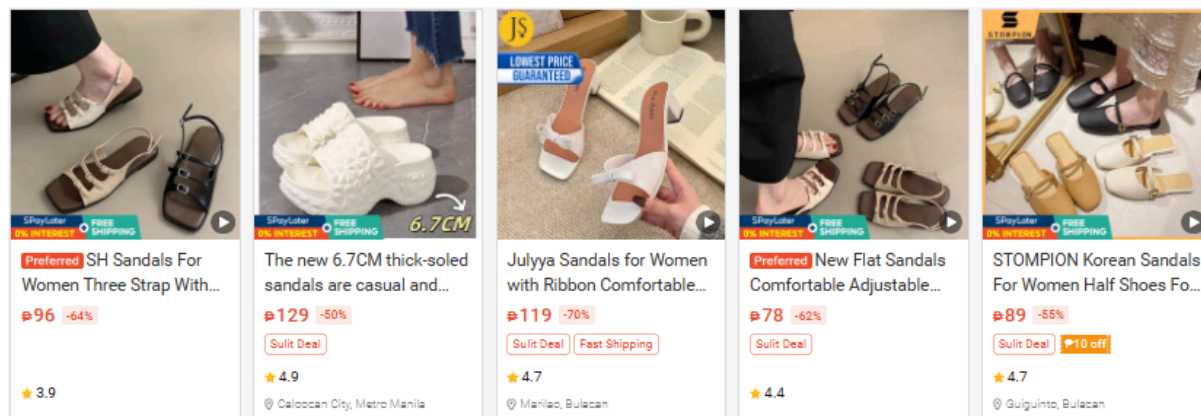 SPayLater
0% INTEREST
FREE
SHIPPING
Preferred SH Sandals For
Women Three Strap With...
₱96 -64%
3.9
6.7CM
SPayLater
0% INTEREST
FREE
SHIPPING
The new 6.7CM thick-soled
sandals are casual and...
₱129 -50%
Sulit Deal
4.9
Caloocan City, Metro Manila
JS
LOWEST PRICE
GUARANTEED
Julyya Sandals for Women
with Ribbon Comfortable...
₱119 -70%
Sulit Deal Fast Shipping
4.7
Marilao, Bulacan
SPayLater
0% INTEREST
FREE
SHIPPING
Preferred New Flat Sandals
Comfortable Adjustable...
₱78 -62%
Sulit Deal
4.4
S
STOMPION
SPayLater
0% INTEREST
FREE
SHIPPING
STOMPION Korean Sandals
For Women Half Shoes Fo...
₱89 -55%
Sulit Deal ₱10 off
4.7
Guiguinto, Bulacan